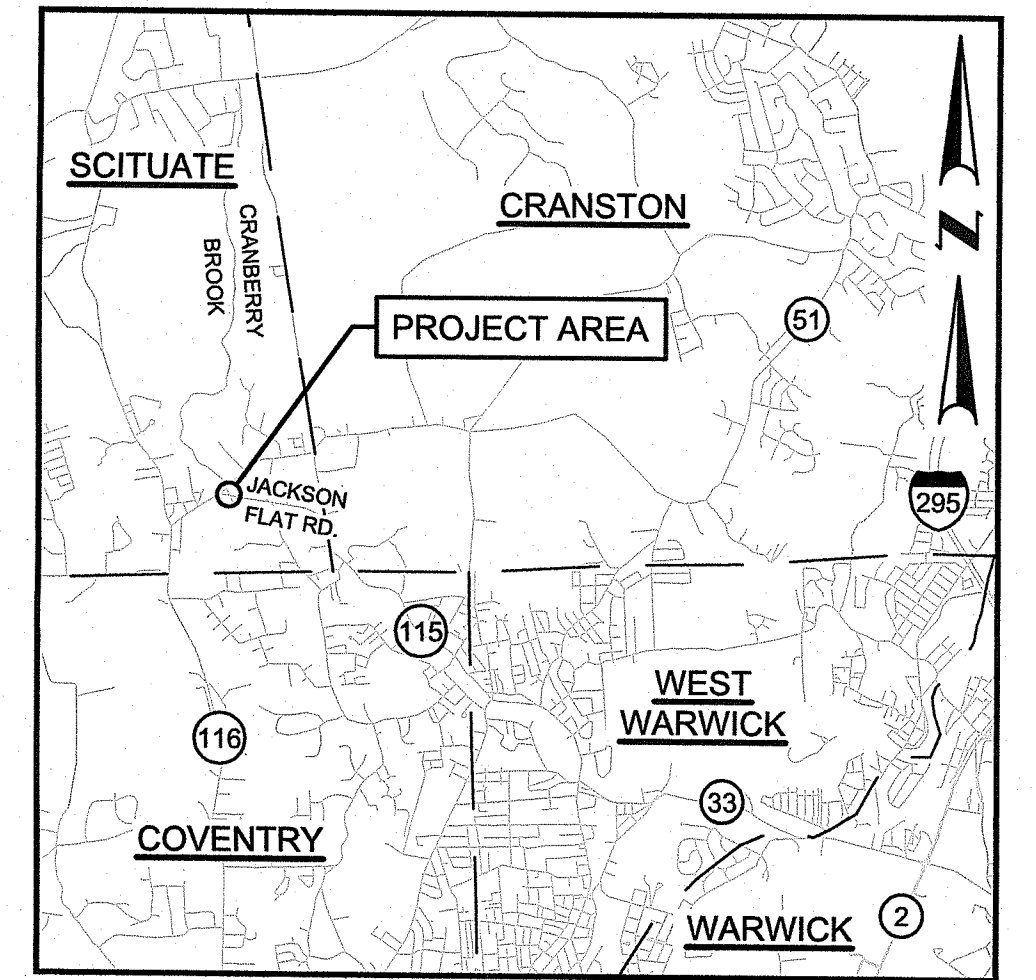 SCITUATE
CRANSTON
N
CRANBERRY
BROOK
51
PROJECT AREA
295
JACKSON
FLAT RD.
115
WEST
WARWICK
116
33
COVENTRY
2
WARWICK